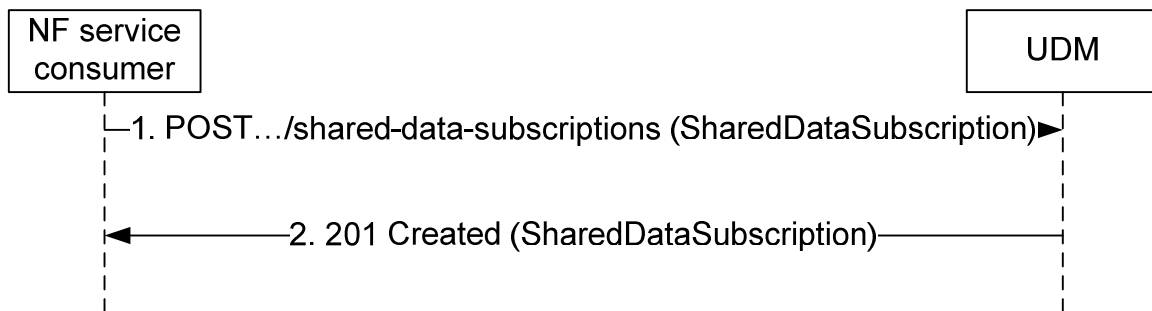 NF service
consumer
UDM
1. POST…/shared-data-subscriptions (SharedDataSubscription)
2. 201 Created (SharedDataSubscription)